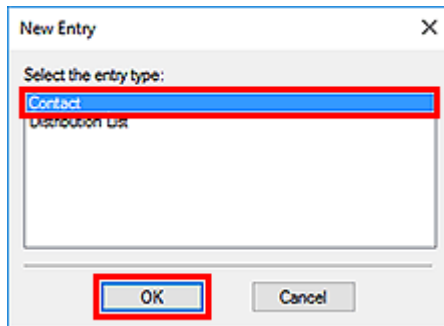 New Entry
Select the entry type:
Contact
Distribution List
OK
Cancel